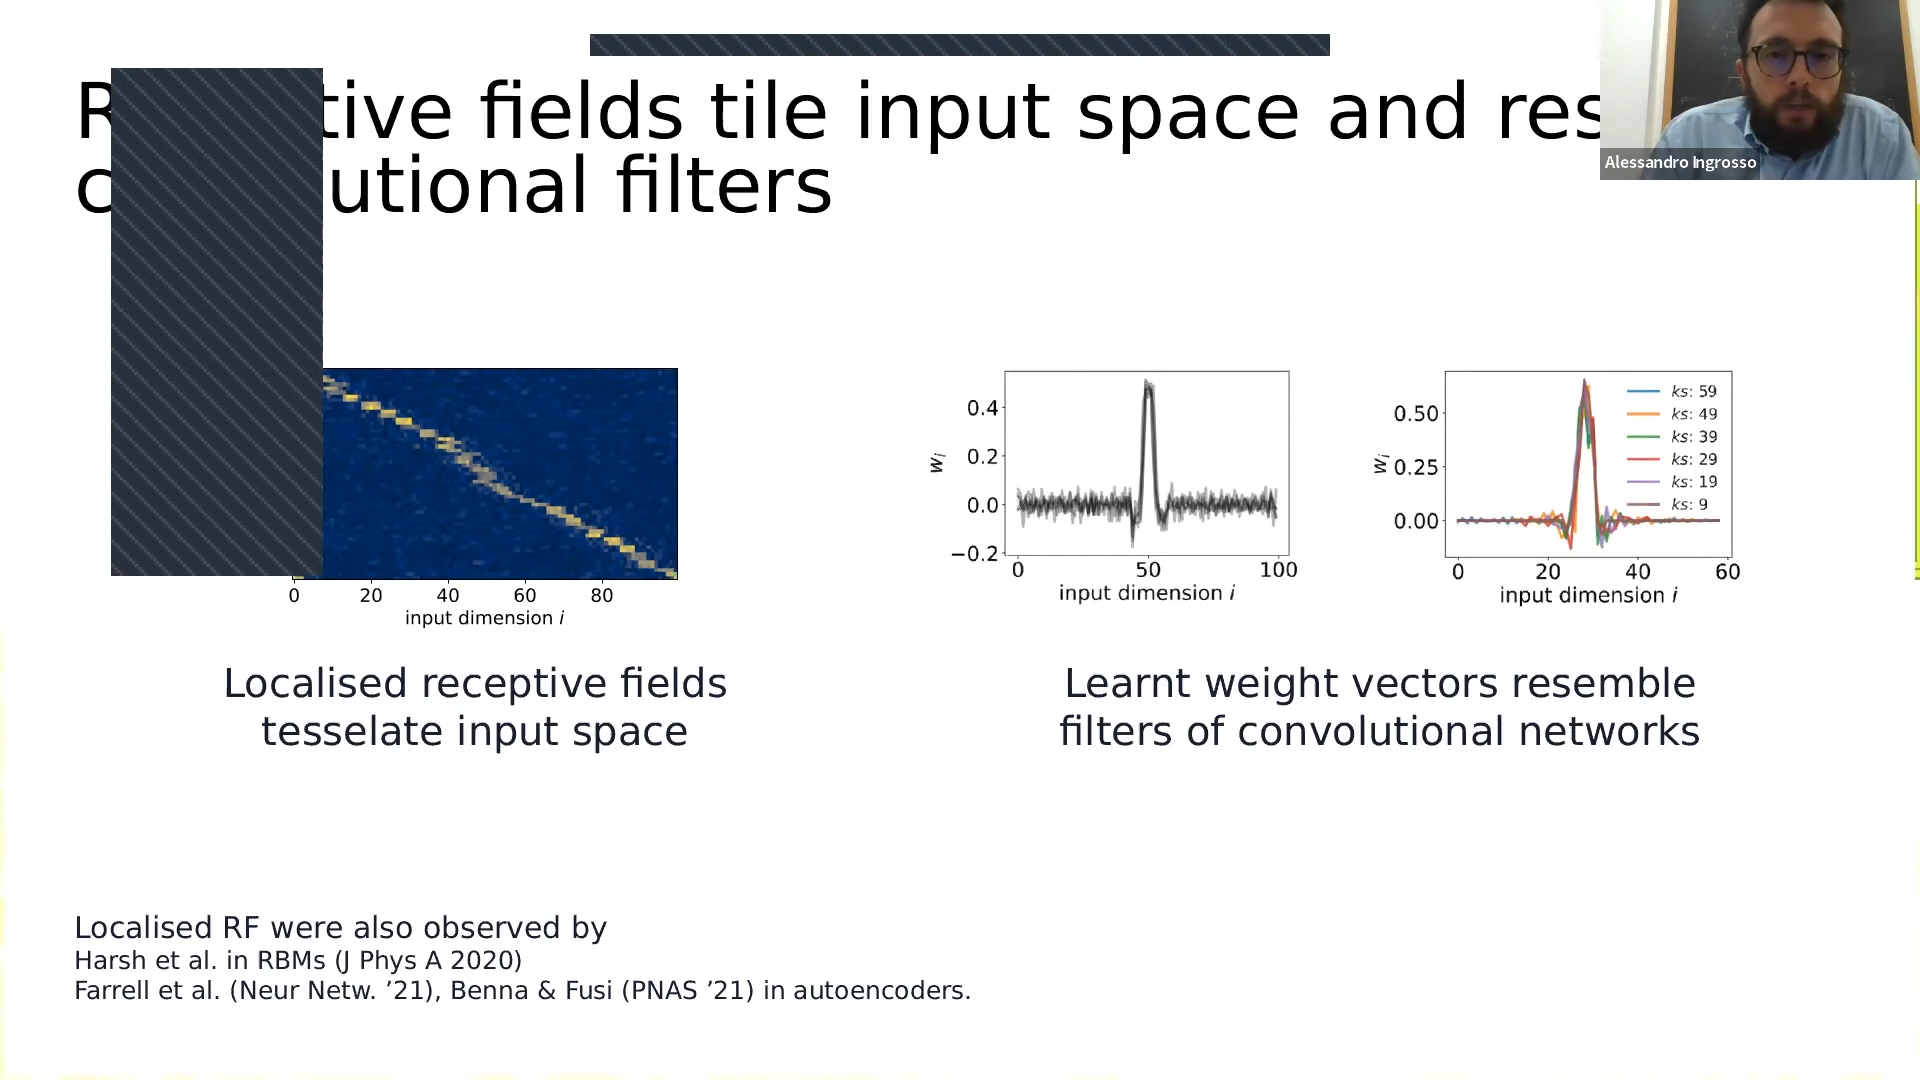 tive fields tile input space and res
utional filters
Alessandro Ingrosso
0 20 40 60 80
input dimension i
0.4
0.2
0.0
−0.2
wᵢ
0 50 100
input dimension i
0.50
0.25
0.00
wᵢ
ks: 59
ks: 49
ks: 39
ks: 29
ks: 19
ks: 9
0 20 40 60
input dimension i
Localised receptive fields
tesselate input space
Learnt weight vectors resemble
filters of convolutional networks
Localised RF were also observed by
Harsh et al. in RBMs (J Phys A 2020)
Farrell et al. (Neur Netw. ’21), Benna & Fusi (PNAS ’21) in autoencoders.